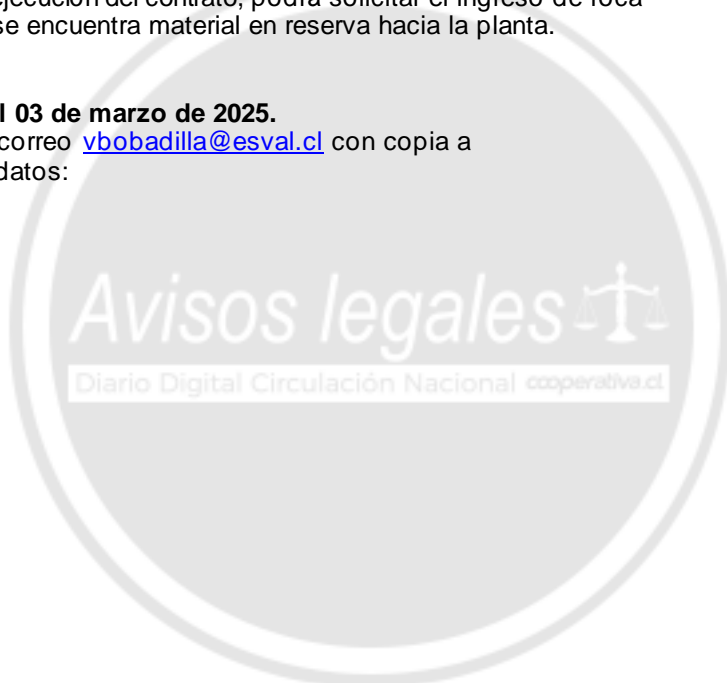 ejecución del contrato, podrá solicitar el ingreso de roca
se encuentra material en reserva hacia la planta.
l 03 de marzo de 2025.
correo vbobadilla@esval.cl con copia a
datos:
Avisos legales
Diario Digital Circulación Nacional cooperativa.cl